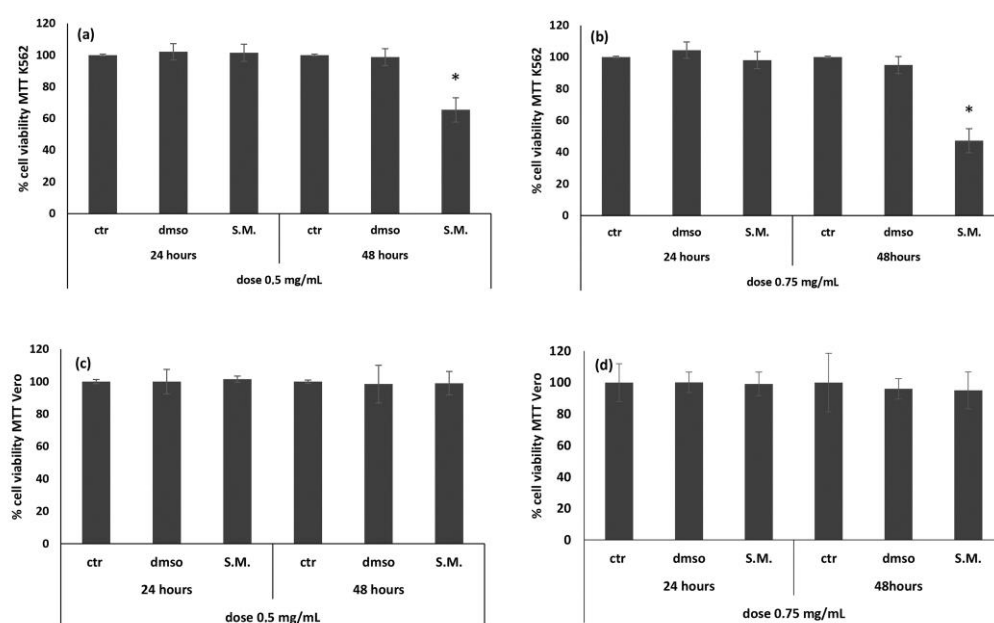 (a)
% cell viability MTT K562
120
100
80
60
40
20
0
*
ctr dmso S.M. ctr dmso S.M.
24 hours 48 hours
dose 0,5 mg/mL
(b)
% cell viability MTT K562
120
100
80
60
40
20
0
*
ctr dmso S.M. ctr dmso S.M.
24 hours 48hours
dose 0.75 mg/mL
(c)
% cell viability MTT Vero
120
100
80
60
40
20
0
ctr dmso S.M. ctr dmso S.M.
24 hours 48 hours
dose 0,5 mg/mL
(d)
% cell viability MTT Vero
120
100
80
60
40
20
0
ctr dmso S.M. ctr dmso S.M.
24 hours 48hours
dose 0.75 mg/mL